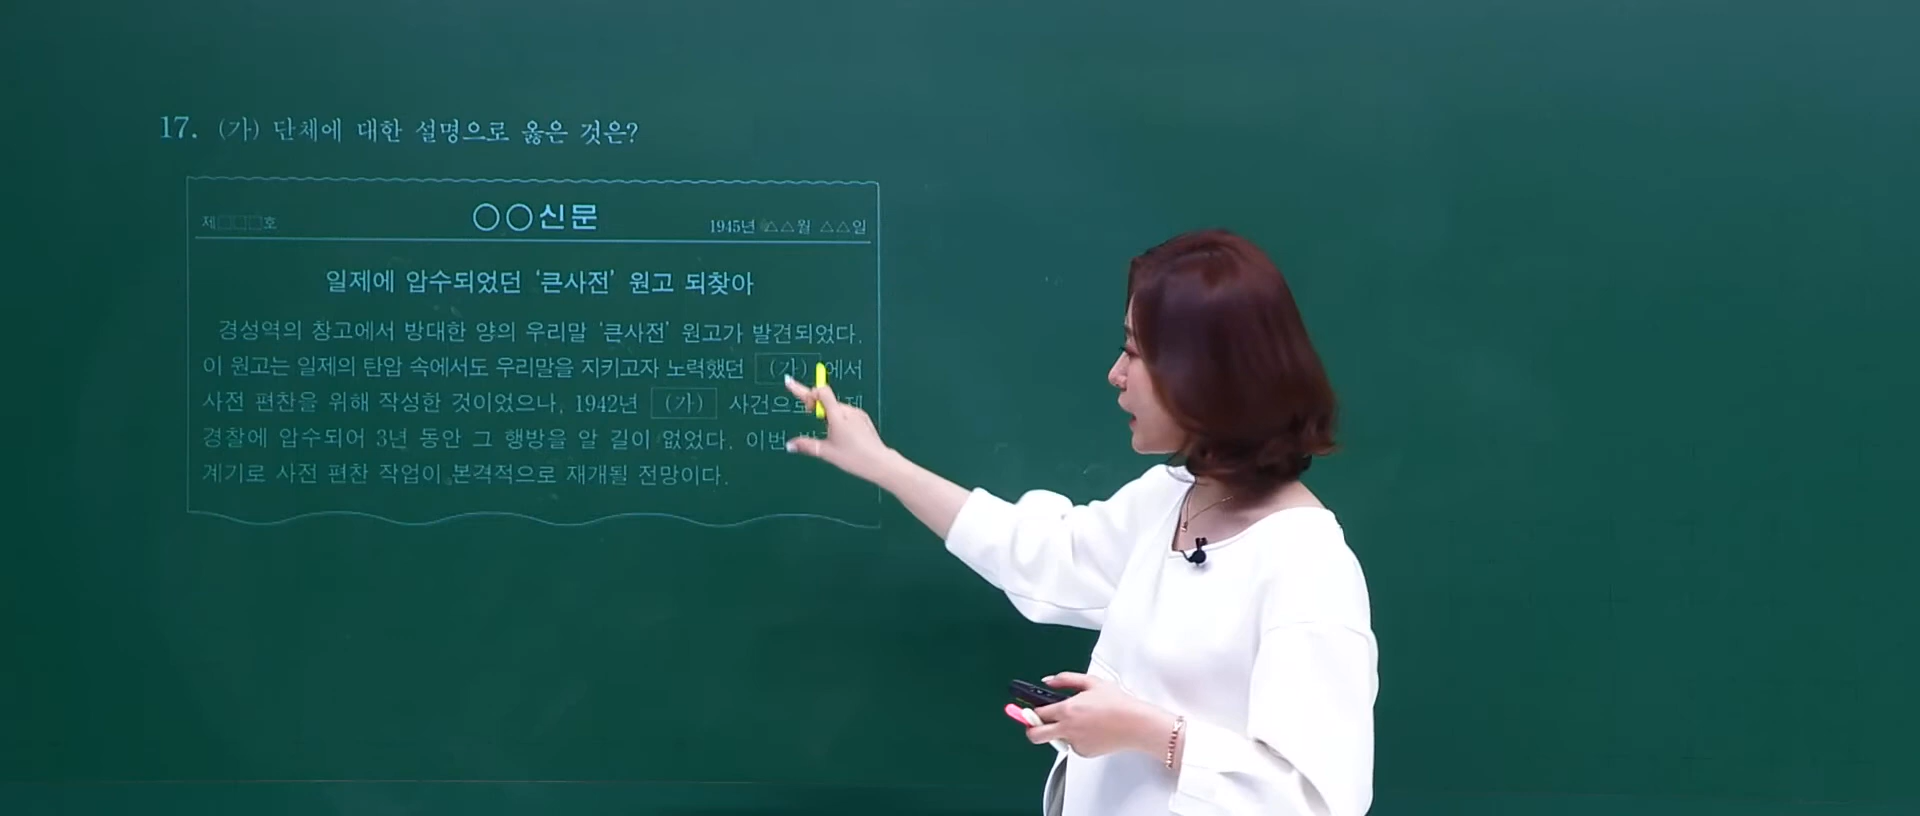 17. (가) 단체에 대한 설명으로 옳은 것은?
제□□□호
○○신문
1945년 △△월 △△일
일제에 압수되었던 '큰사전' 원고 되찾아
경성역의 창고에서 방대한 양의 우리말 '큰사전' 원고가 발견되었다.
이 원고는 일제의 탄압 속에서도 우리말을 지키고자 노력했던 (가) 에서
사전 편찬을 위해 작성한 것이었으나, 1942년 (가) 사건으로
경찰에 압수되어 3년 동안 그 행방을 알 길이 없었다. 이번
계기로 사전 편찬 작업이 본격적으로 재개될 전망이다.